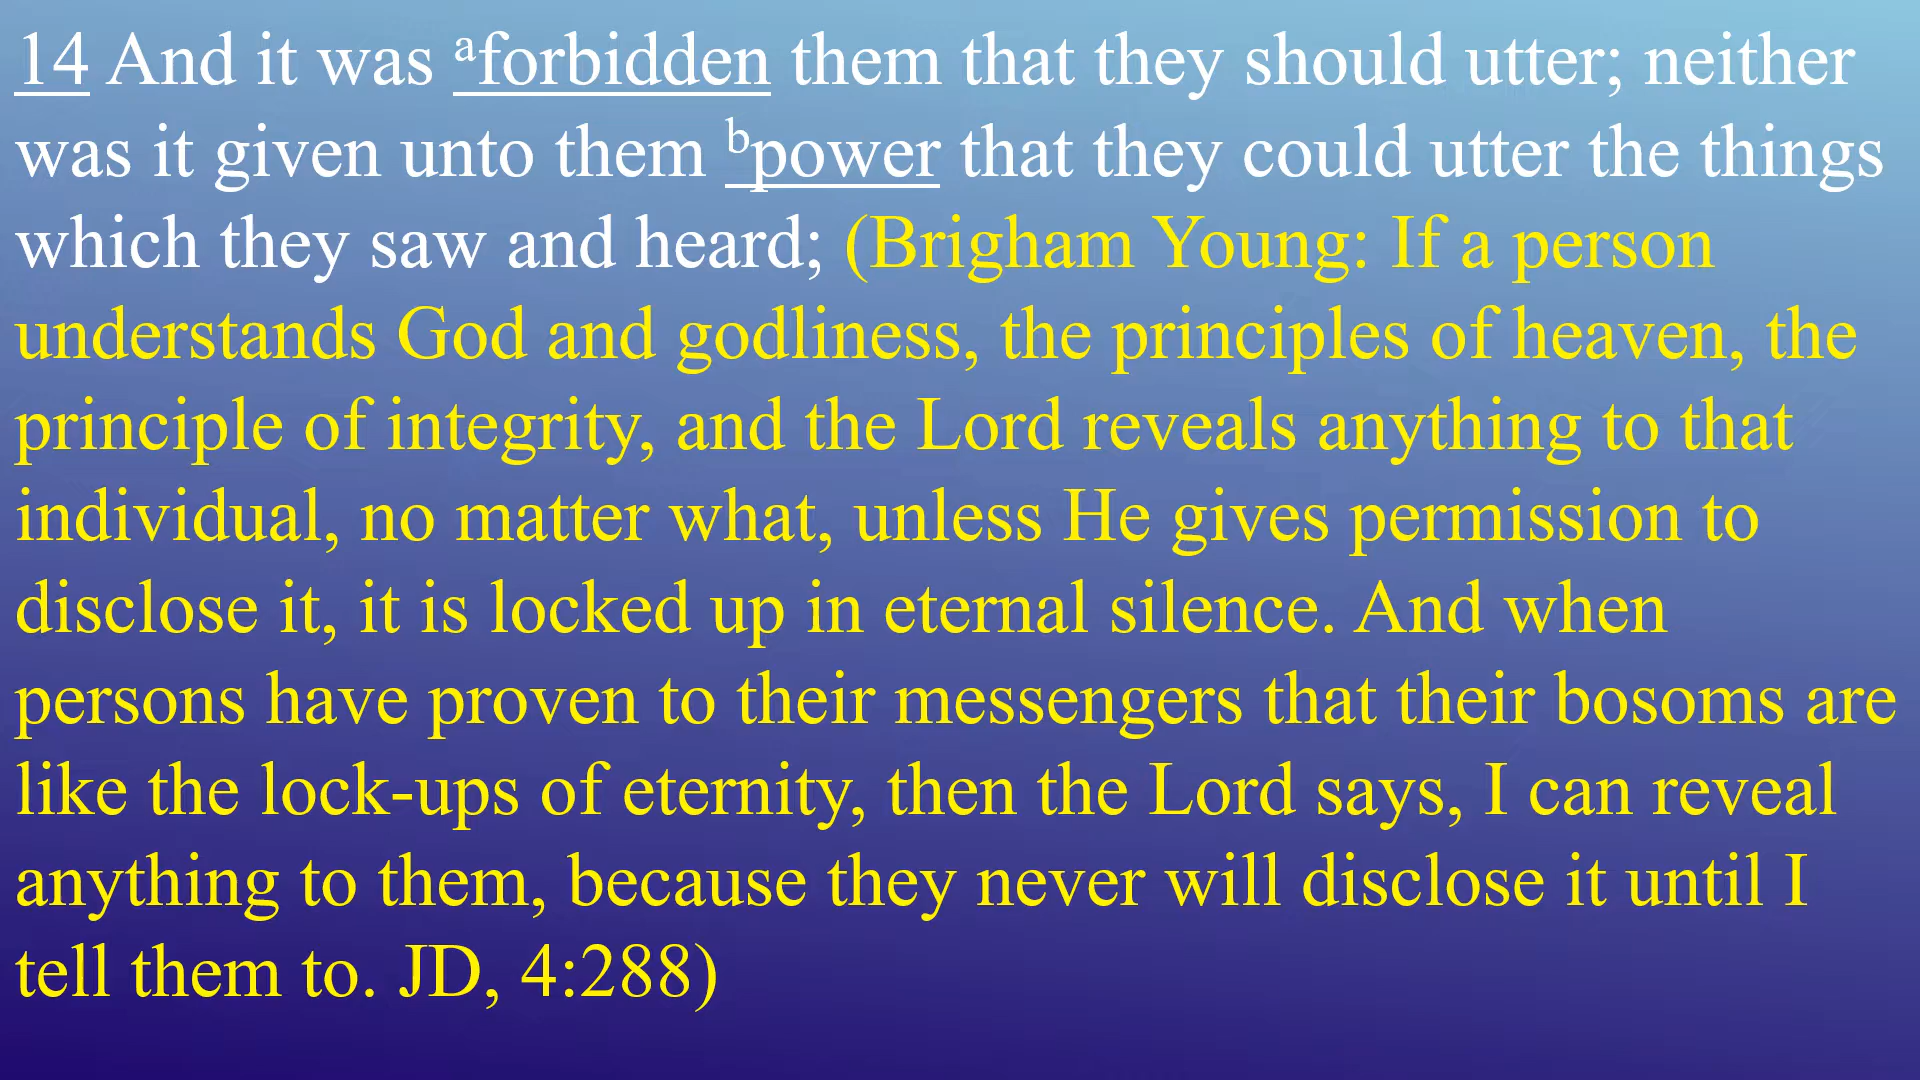 14 And it was aforbidden them that they should utter; neither
was it given unto them bpower that they could utter the things
which they saw and heard; (Brigham Young: If a person
understands God and godliness, the principles of heaven, the
principle of integrity, and the Lord reveals anything to that
individual, no matter what, unless He gives permission to
disclose it, it is locked up in eternal silence. And when
persons have proven to their messengers that their bosoms are
like the lock-ups of eternity, then the Lord says, I can reveal
anything to them, because they never will disclose it until I
tell them to. JD, 4:288)